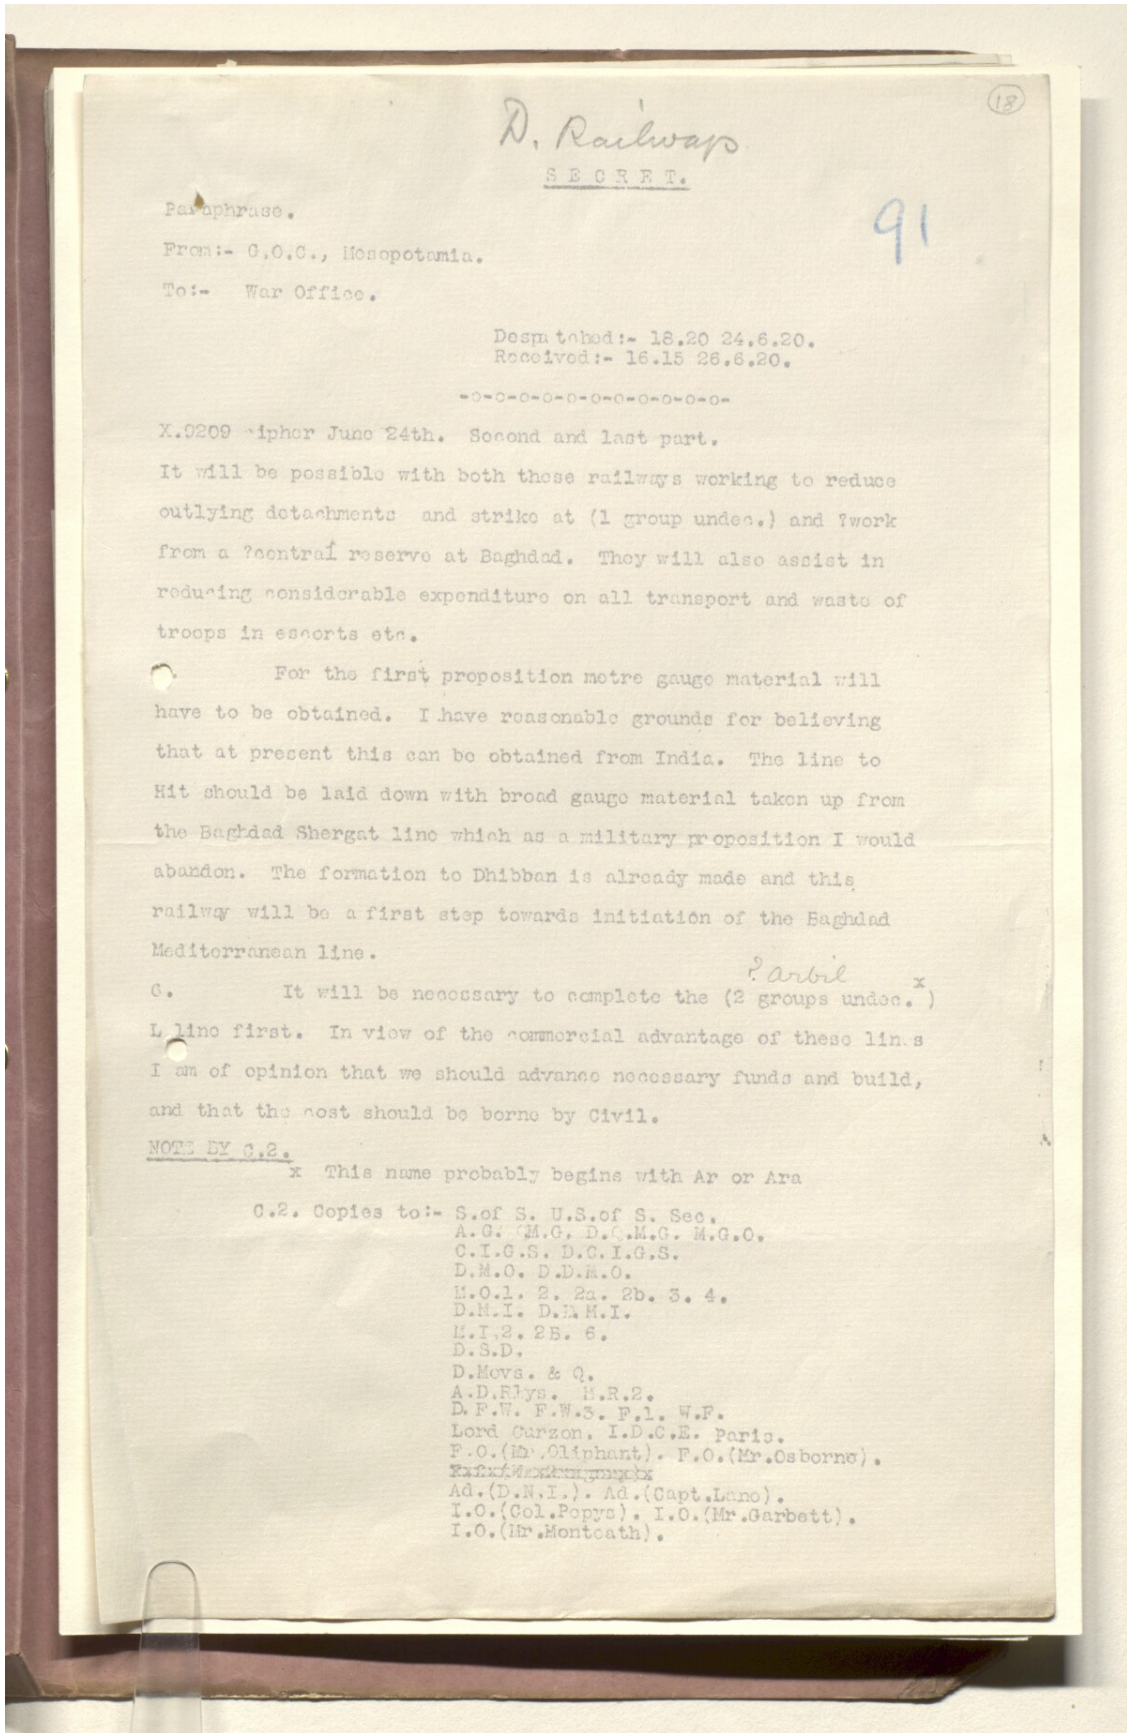 18
D. Railways
SECRET.
Paraphrase.
91
From:- G.O.C., Mesopotamia.
To:- War Office.
Despatched:- 18.20 24.6.20.
Received:- 16.15 26.6.20.
-o-o-o-o-o-o-o-o-o-o-o-
X.9209 cipher June 24th. Second and last part.
It will be possible with both these railways working to reduce
outlying detachments and strike at (1 group undec.) and ?work
from a ?central reserve at Baghdad. They will also assist in
reducing considerable expenditure on all transport and waste of
troops in escorts etc.
For the first proposition metre gauge material will
have to be obtained. I have reasonable grounds for believing
that at present this can be obtained from India. The line to
Hit should be laid down with broad gauge material taken up from
the Baghdad Shergat line which as a military proposition I would
abandon. The formation to Dhibban is already made and this
railway will be a first step towards initiation of the Baghdad
Mediterranean line.
? Arbil
C. It will be necessary to complete the (2 groups undec. x)
L line first. In view of the commercial advantage of these lines
I am of opinion that we should advance necessary funds and build,
and that the cost should be borne by Civil.
NOTE BY C.2.
x This name probably begins with Ar or Ara
C.2. Copies to:- S.of S. U.S.of S. Sec.
A.G. QM.G. D.Q.M.G. M.G.O.
C.I.G.S. D.C.I.G.S.
D.M.O. D.D.M.O.
M.O.1. 2. 2a. 2b. 3. 4.
D.M.I. D.D.M.I.
M.I.2. 2B. 6.
D.S.D.
D.Movs. & Q.
A.D.Rlys. M.R.2.
D.F.W. F.W.3. F.1. W.F.
Lord Curzon. I.D.C.E. Paris.
F.O.(Mr.Oliphant). F.O.(Mr.Osborne).
Ad.(D.N.I.). Ad.(Capt.Lane).
I.O.(Col.Pepys). I.O.(Mr.Garbett).
I.O.(Mr.Monteath).